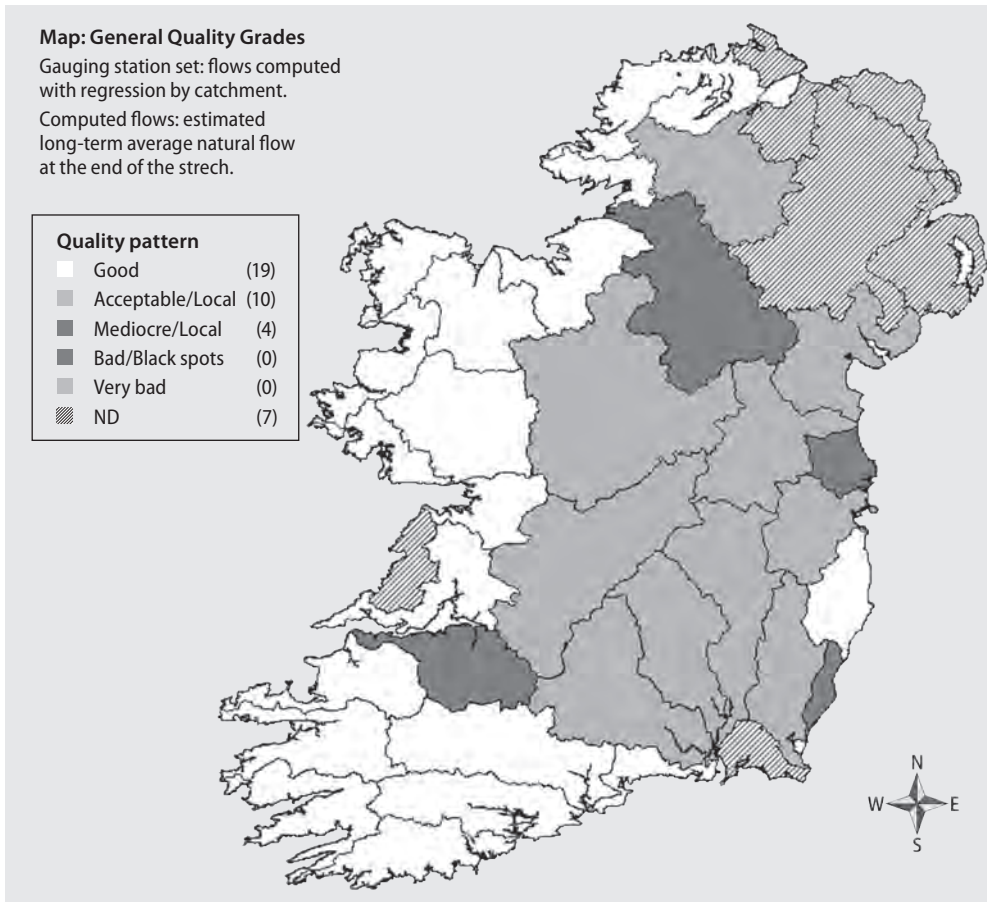 Map: General Quality Grades
Gauging station set: flows computed
with regression by catchment.
Computed flows: estimated
long-term average natural flow
at the end of the strech.
Quality pattern
Good (19)
Acceptable/Local (10)
Mediocre/Local (4)
Bad/Black spots (0)
Very bad (0)
ND (7)
N
W E
S